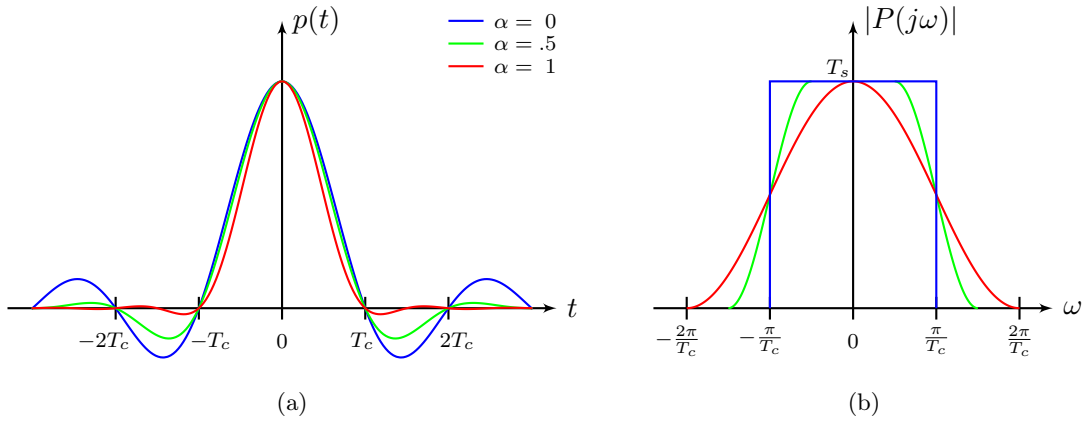 p(t)
α = 0
α = .5
α = 1
t
−2T_c
−T_c
0
T_c
2T_c
(a)
|P(jω)|
T_s
ω
−2π/T_c
−π/T_c
0
π/T_c
2π/T_c
(b)